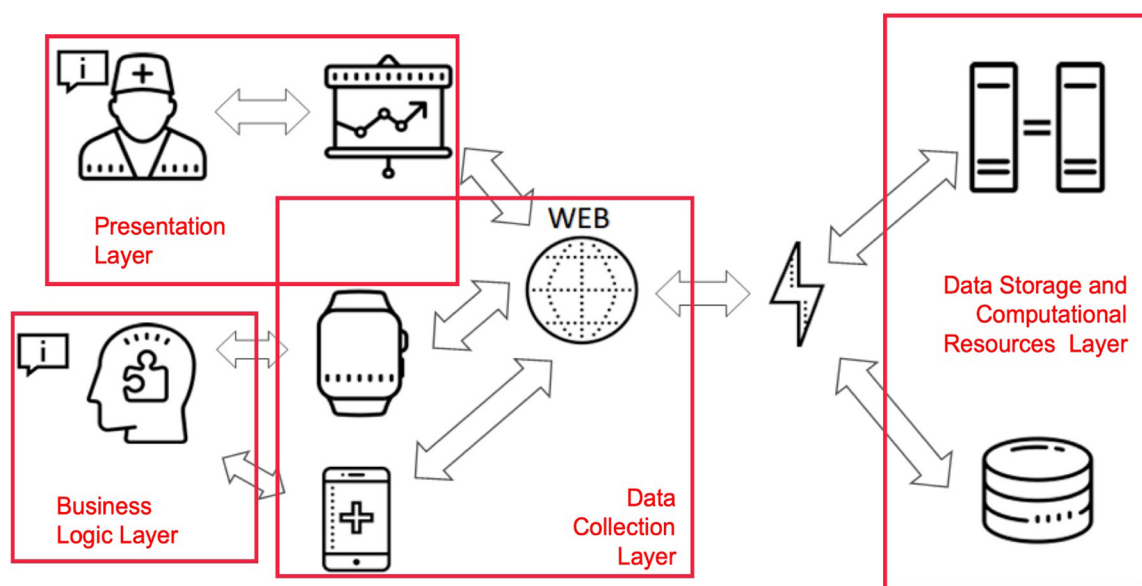 i
Presentation
Layer
WEB
Data Storage and
Computational
Resources Layer
i
Business
Logic Layer
Data
Collection
Layer